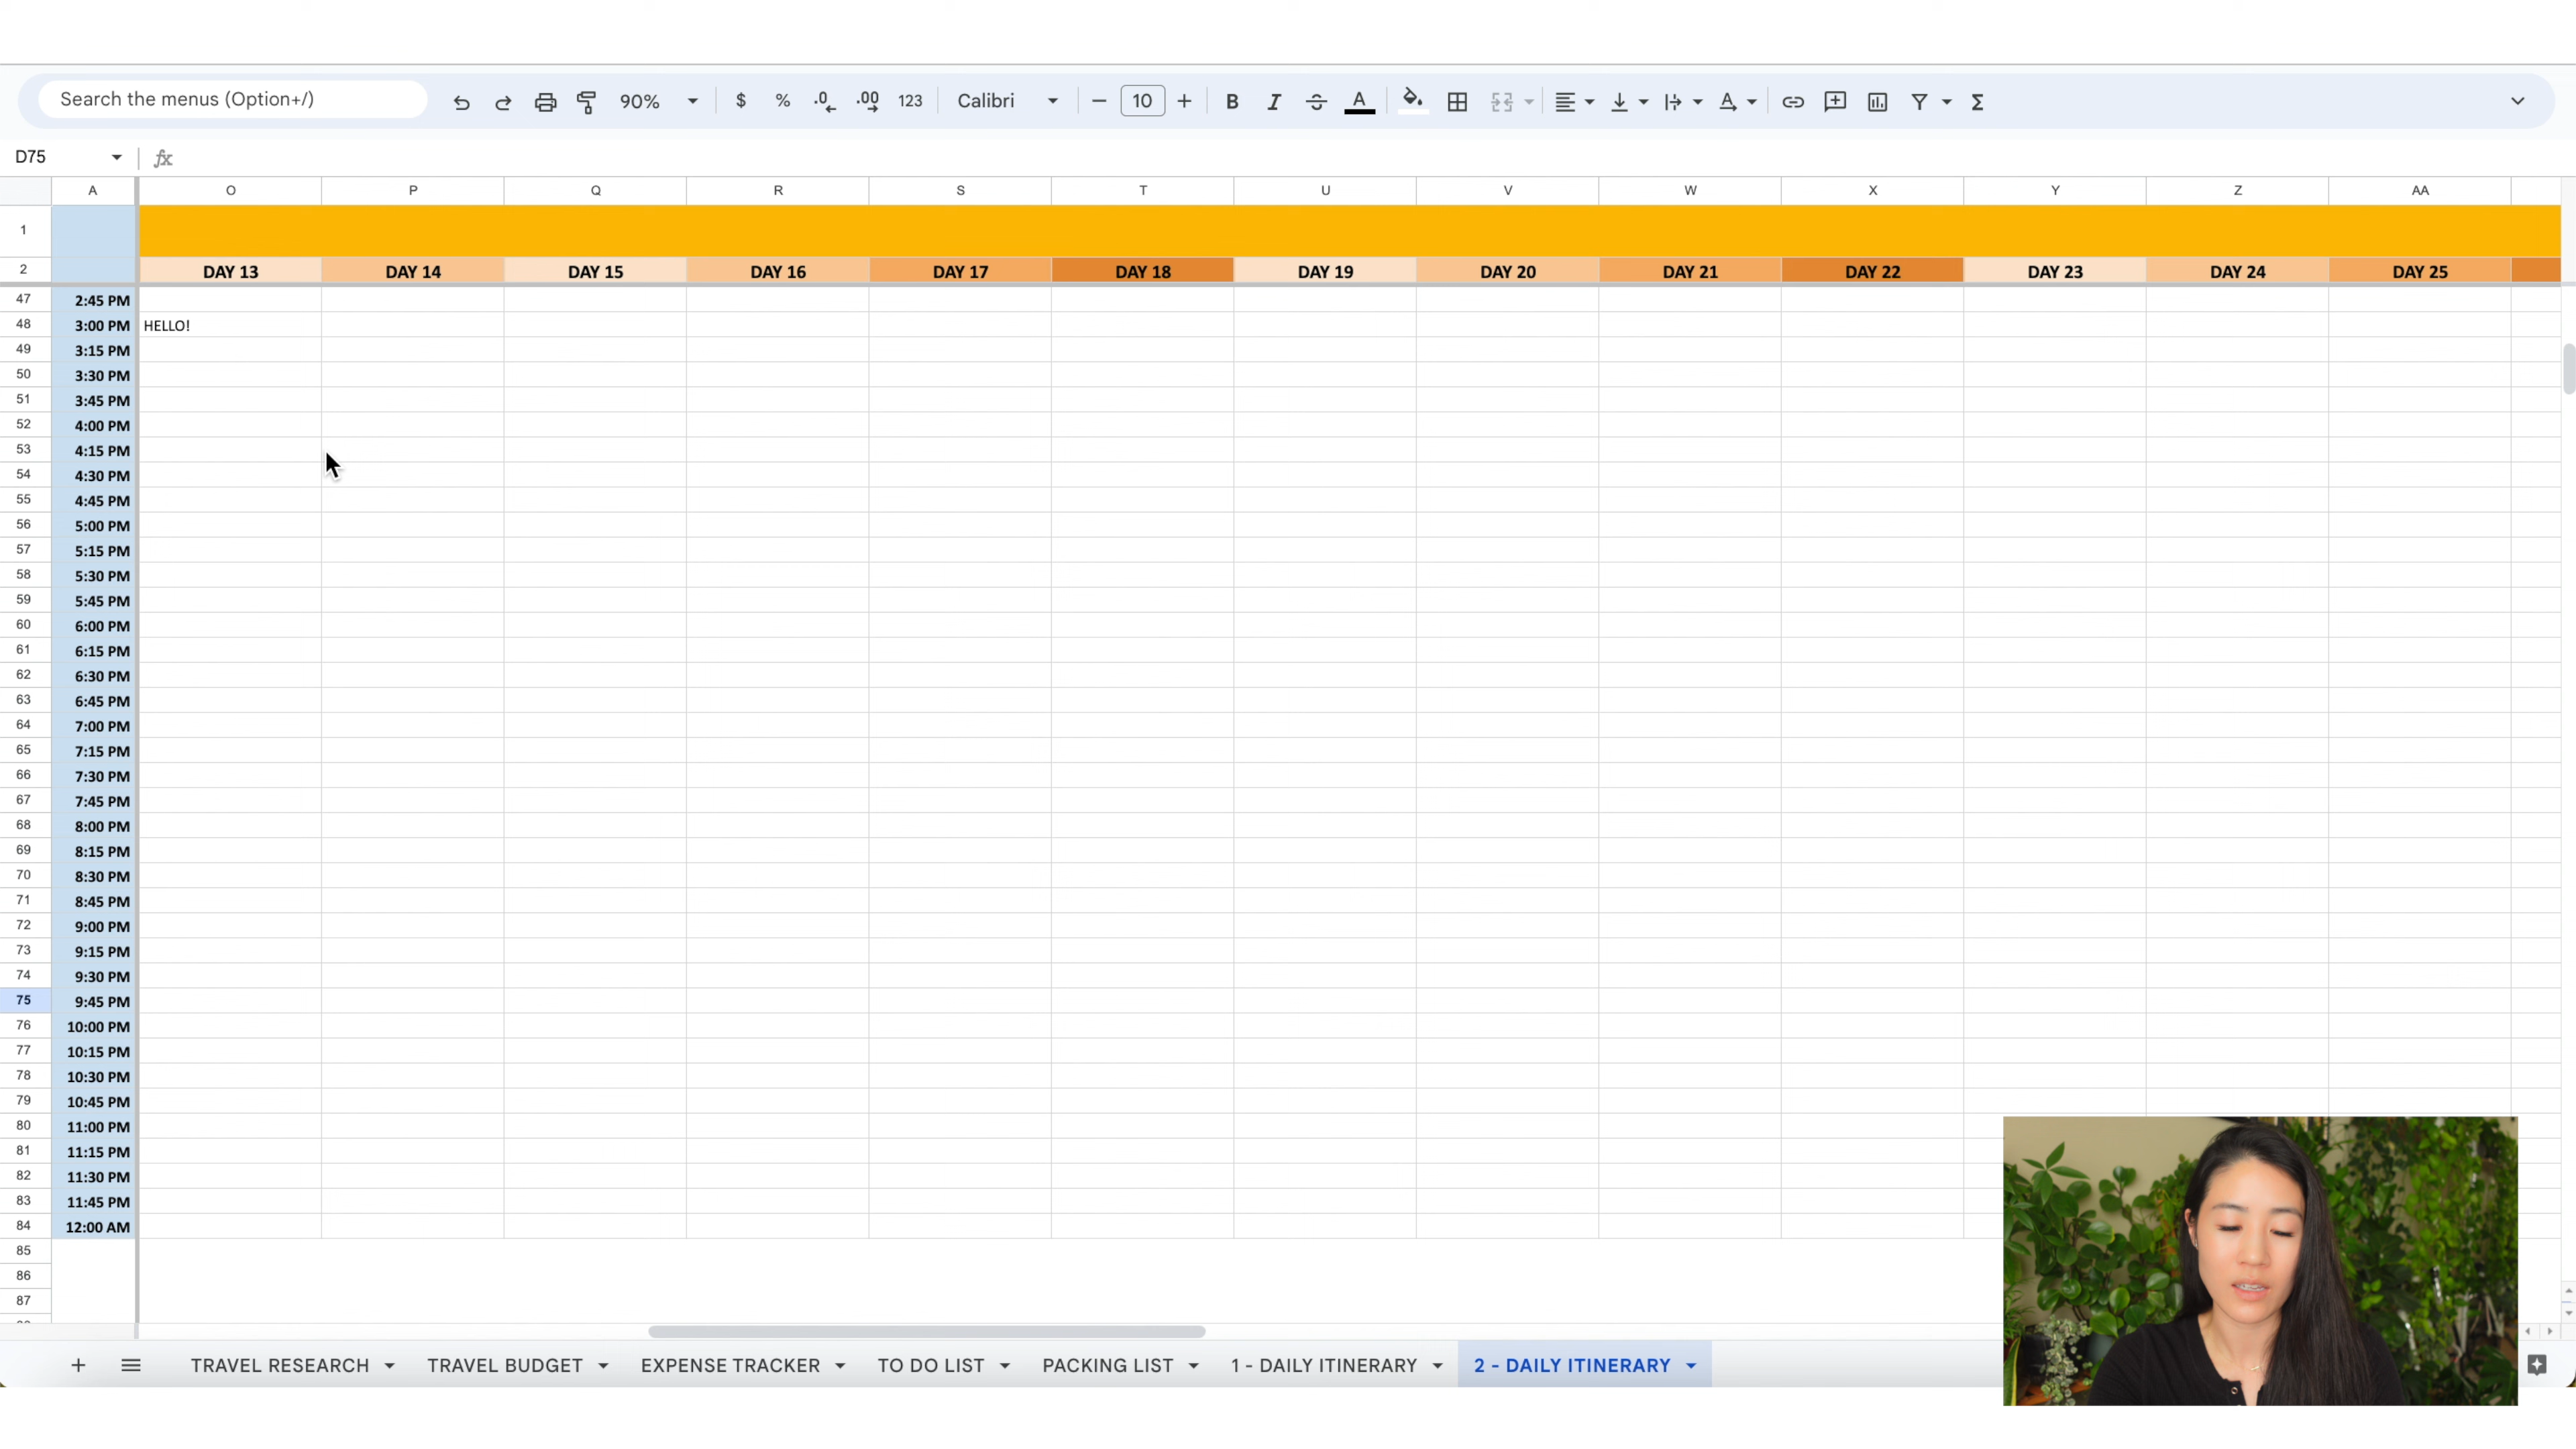 Search the menus (Option+/) 90% $ % .0 .00 123 Calibri 10 B I S A A Σ
D75 fx
A O P Q R S T U V W X Y Z AA
1
2 DAY 13 DAY 14 DAY 15 DAY 16 DAY 17 DAY 18 DAY 19 DAY 20 DAY 21 DAY 22 DAY 23 DAY 24 DAY 25
47 2:45 PM
48 3:00 PM HELLO!
49 3:15 PM
50 3:30 PM
51 3:45 PM
52 4:00 PM
53 4:15 PM
54 4:30 PM
55 4:45 PM
56 5:00 PM
57 5:15 PM
58 5:30 PM
59 5:45 PM
60 6:00 PM
61 6:15 PM
62 6:30 PM
63 6:45 PM
64 7:00 PM
65 7:15 PM
66 7:30 PM
67 7:45 PM
68 8:00 PM
69 8:15 PM
70 8:30 PM
71 8:45 PM
72 9:00 PM
73 9:15 PM
74 9:30 PM
75 9:45 PM
76 10:00 PM
77 10:15 PM
78 10:30 PM
79 10:45 PM
80 11:00 PM
81 11:15 PM
82 11:30 PM
83 11:45 PM
84 12:00 AM
85
86
87
TRAVEL RESEARCH TRAVEL BUDGET EXPENSE TRACKER TO DO LIST PACKING LIST 1 - DAILY ITINERARY 2 - DAILY ITINERARY